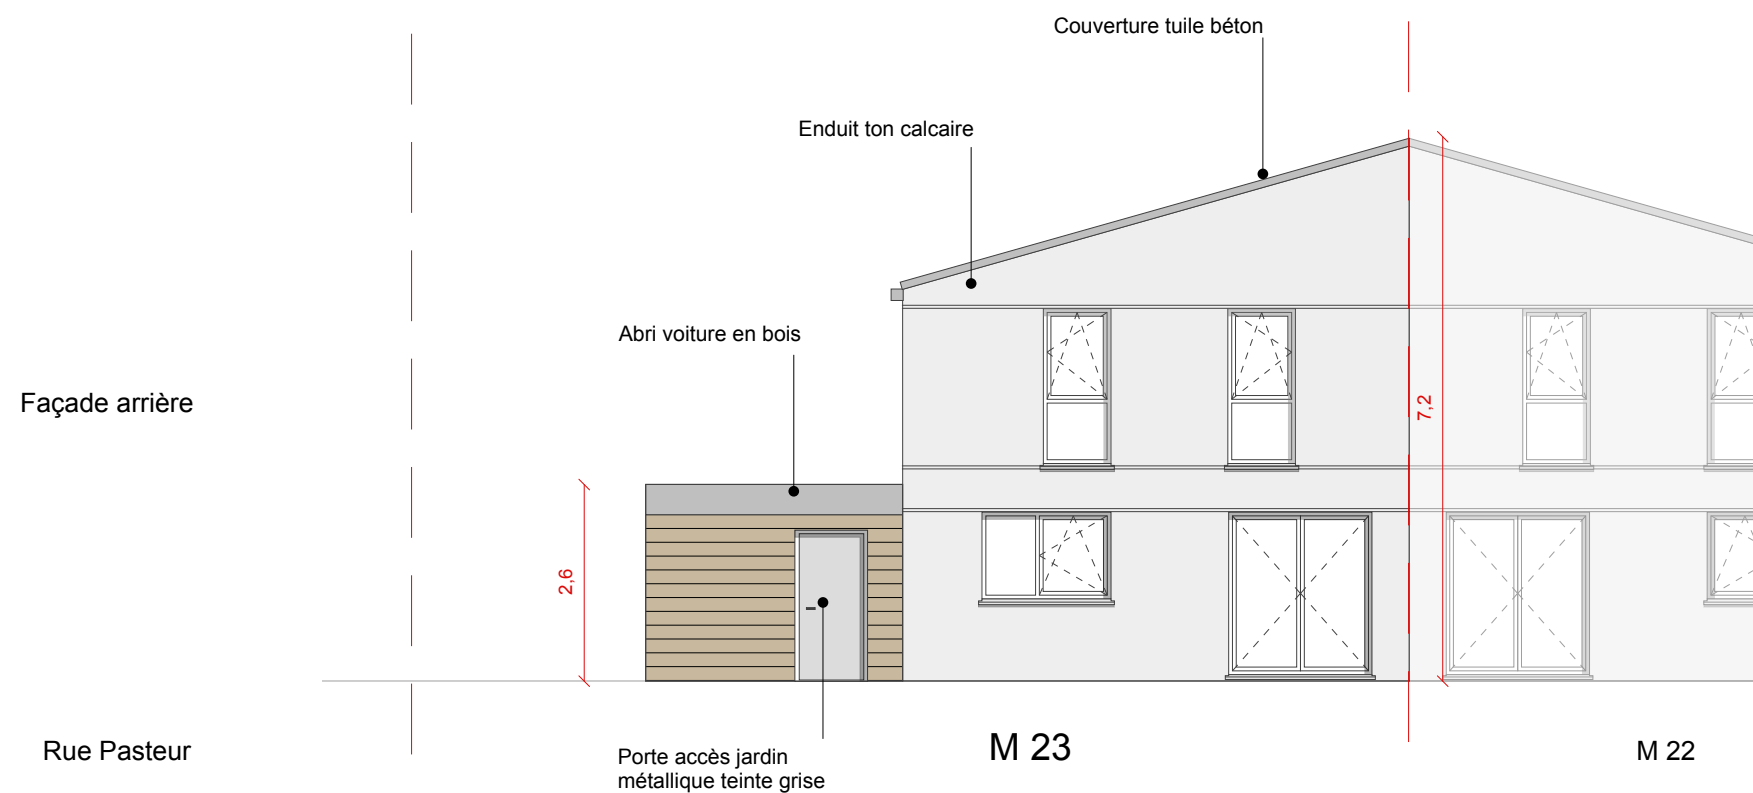 Couverture tuile béton
Enduit ton calcaire
Abri voiture en bois
Façade arrière
7,2
2,6
Rue Pasteur
Porte accès jardin
métallique teinte grise
M 23
M 22